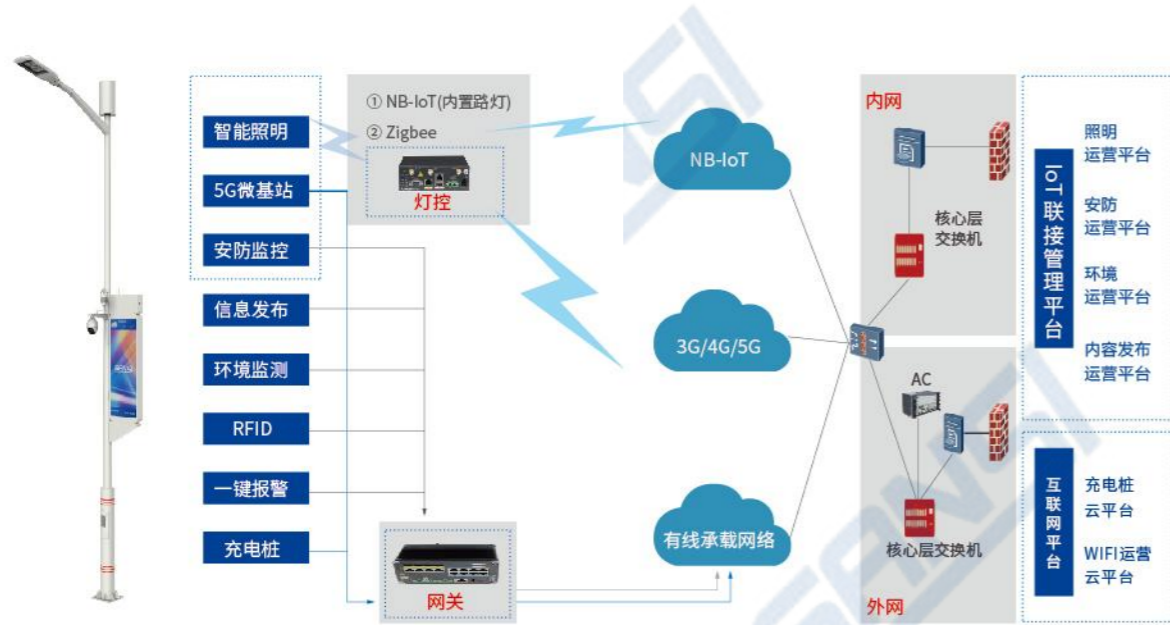 智能照明
5G微基站
安防监控
信息发布
环境监测
RFID
一键报警
充电桩
① NB-IoT(内置路灯)
② Zigbee
灯控
网关
NB-IoT
3G/4G/5G
有线承载网络
内网
核心层
交换机
AC
核心层交换机
外网
IoT联接管理平台
照明
运营平台
安防
运营平台
环境
运营平台
内容发布
运营平台
互联网平台
充电桩
云平台
WIFI运营
云平台
SANSI